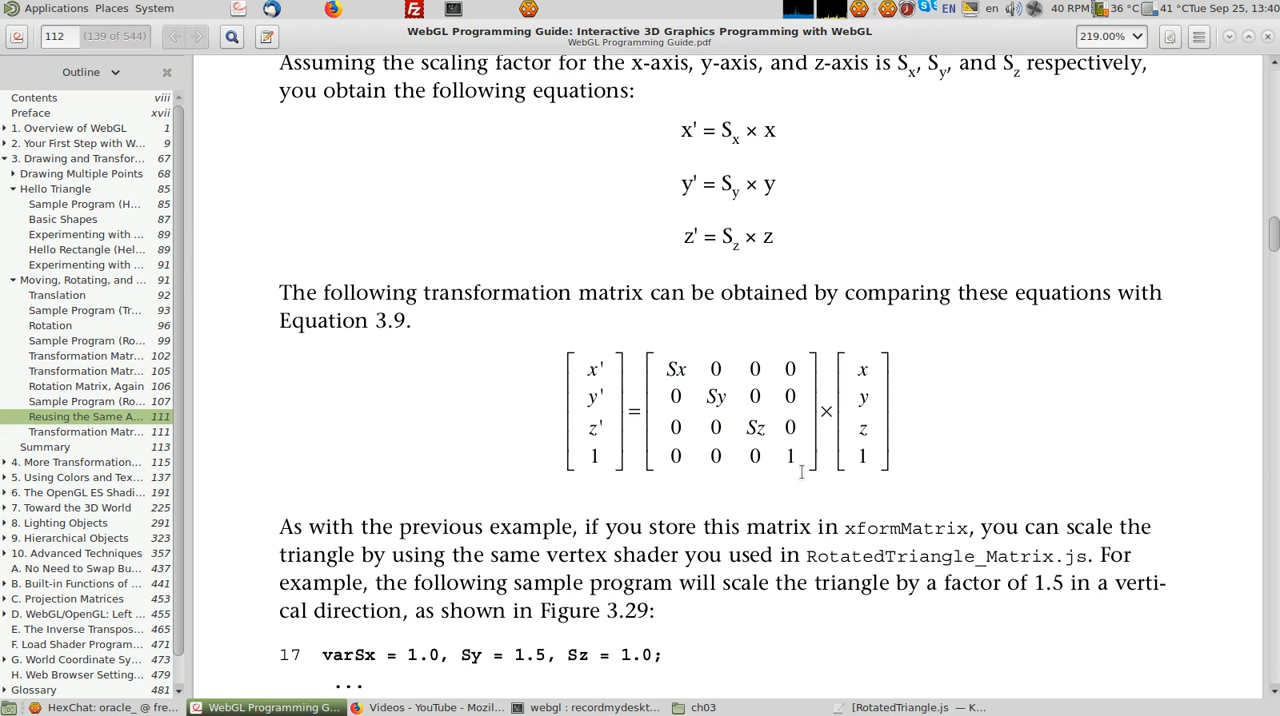 Applications Places System
EN
en
40 RPM
36 °C
41 °C
Tue Sep 25, 13:40
112
(139 of 544)
WebGL Programming Guide: Interactive 3D Graphics Programming with WebGL
WebGL Programming Guide.pdf
219.00%
Outline
Contents viii
Preface xvii
1. Overview of WebGL 1
2. Your First Step with W... 9
3. Drawing and Transfor... 67
Drawing Multiple Points 68
Hello Triangle 85
Sample Program (H... 85
Basic Shapes 87
Experimenting with ... 89
Hello Rectangle (Hel... 89
Experimenting with ... 91
Moving, Rotating, and ... 91
Translation 92
Sample Program (Tr... 93
Rotation 96
Sample Program (Ro... 99
Transformation Matr... 102
Transformation Matr... 105
Rotation Matrix, Again 106
Sample Program (Ro... 107
Reusing the Same A... 111
Transformation Matr... 111
Summary 113
4. More Transformation... 115
5. Using Colors and Tex... 137
6. The OpenGL ES Shadi... 191
7. Toward the 3D World 225
8. Lighting Objects 291
9. Hierarchical Objects 323
10. Advanced Techniques 357
A. No Need to Swap Bu... 437
B. Built-in Functions of ... 441
C. Projection Matrices 453
D. WebGL/OpenGL: Left ... 455
E. The Inverse Transpos... 465
F. Load Shader Program... 471
G. World Coordinate Sy... 473
H. Web Browser Setting... 479
Glossary 481
Assuming the scaling factor for the x-axis, y-axis, and z-axis is Sx, Sy, and Sz respectively,
you obtain the following equations:
x' = Sx × x
y' = Sy × y
z' = Sz × z
The following transformation matrix can be obtained by comparing these equations with
Equation 3.9.
x' Sx 0 0 0 x
y' 0 Sy 0 0 y
= ×
z' 0 0 Sz 0 z
1 0 0 0 1 1
As with the previous example, if you store this matrix in xformMatrix, you can scale the
triangle by using the same vertex shader you used in RotatedTriangle_Matrix.js. For
example, the following sample program will scale the triangle by a factor of 1.5 in a verti-
cal direction, as shown in Figure 3.29:
17 varSx = 1.0, Sy = 1.5, Sz = 1.0;
...
HexChat: oracle_ @ fre...
WebGL Programming G...
Videos - YouTube - Mozil...
webgl : recordmydeskt...
ch03
[RotatedTriangle.js — K...